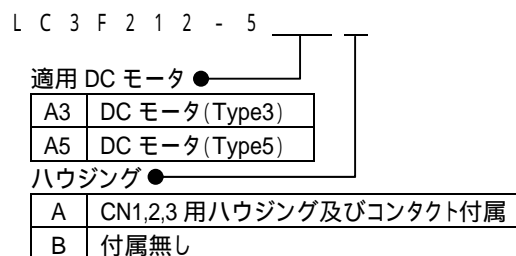 LC3F212-5
適用 DC モータ
A3 DC モータ(Type3)
A5 DC モータ(Type5)
ハウジング
A CN1,2,3 用ハウジング及びコンタクト付属
B 付属無し